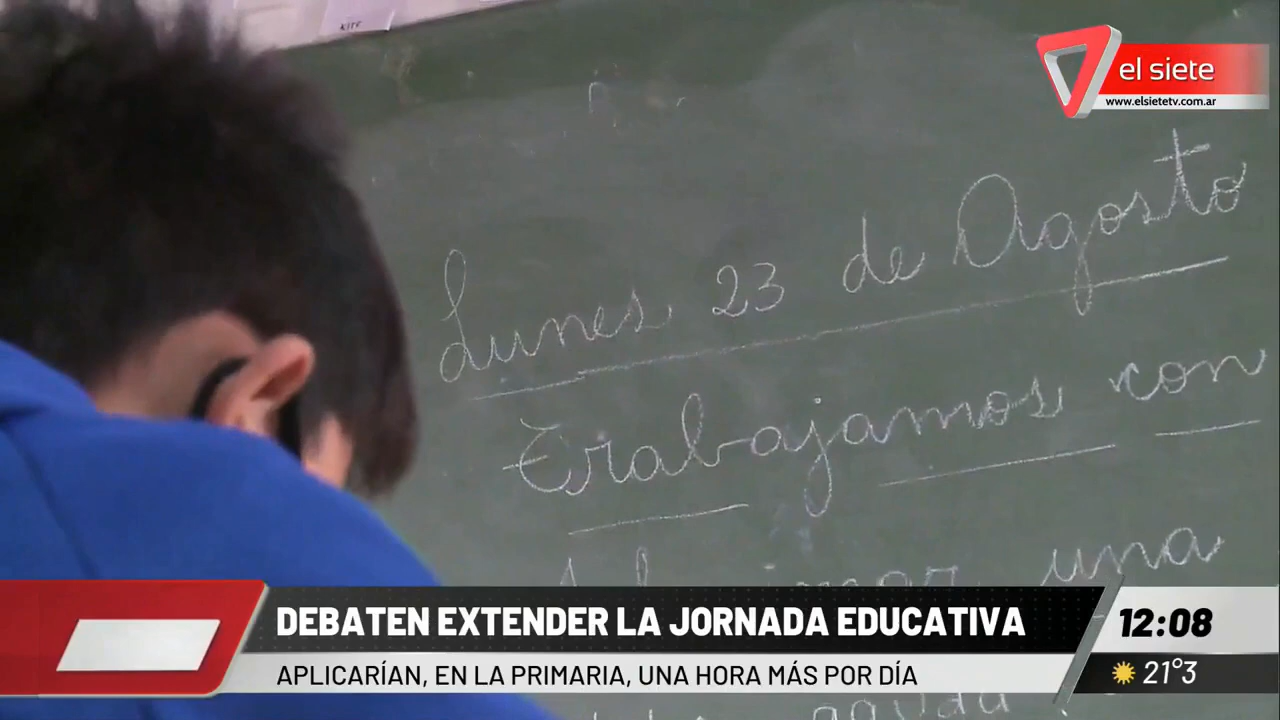 el siete
www.elsietetv.com.ar
Lunes 23 de Agosto
Trabajamos con
una
DEBATEN EXTENDER LA JORNADA EDUCATIVA
APLICARÍAN, EN LA PRIMARIA, UNA HORA MÁS POR DÍA
12:08
21°3